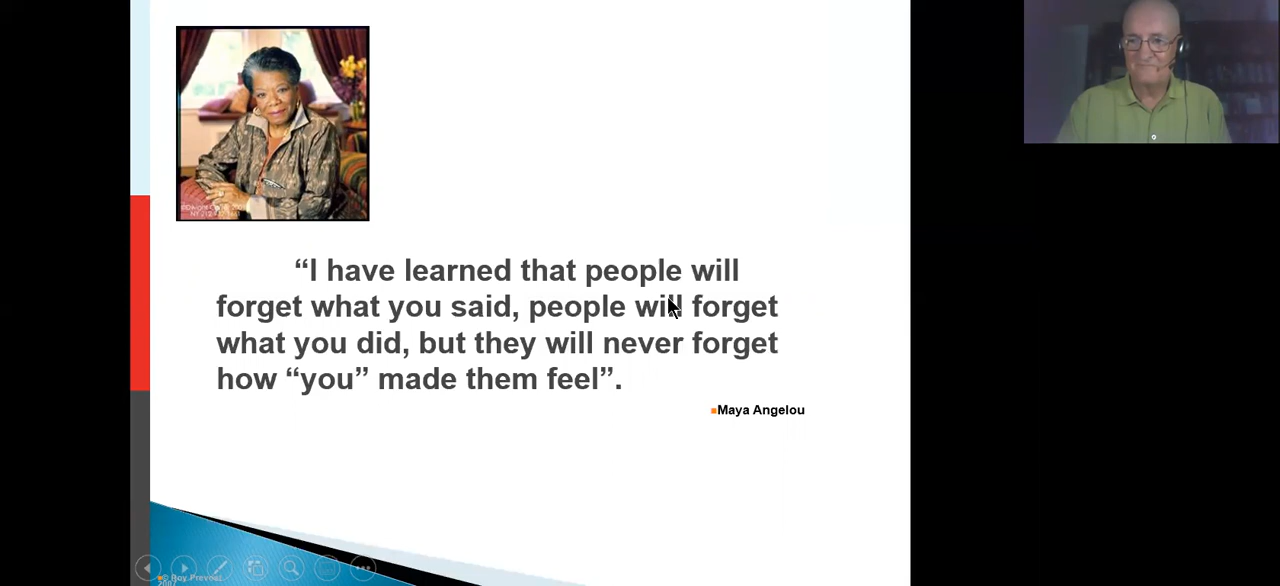 “I have learned that people will
forget what you said, people will forget
what you did, but they will never forget
how “you” made them feel”.
Maya Angelou
2007